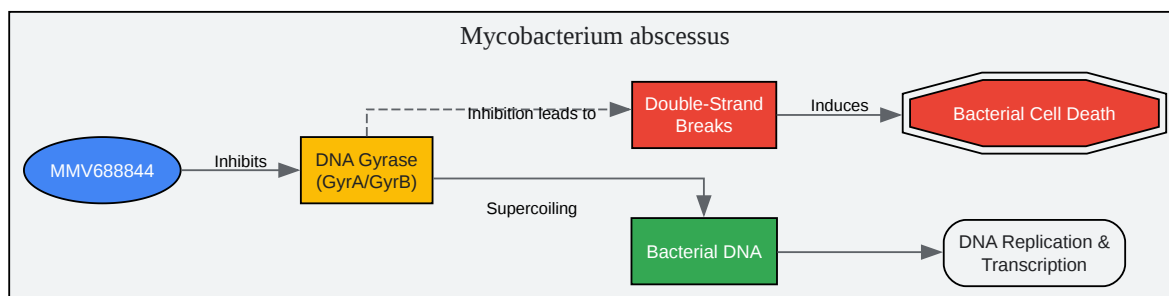 Mycobacterium abscessus
MMV688844
Inhibits
DNA Gyrase
(GyrA/GyrB)
Inhibition leads to
Double-Strand
Breaks
Induces
Bacterial Cell Death
Supercoiling
Bacterial DNA
DNA Replication &
Transcription